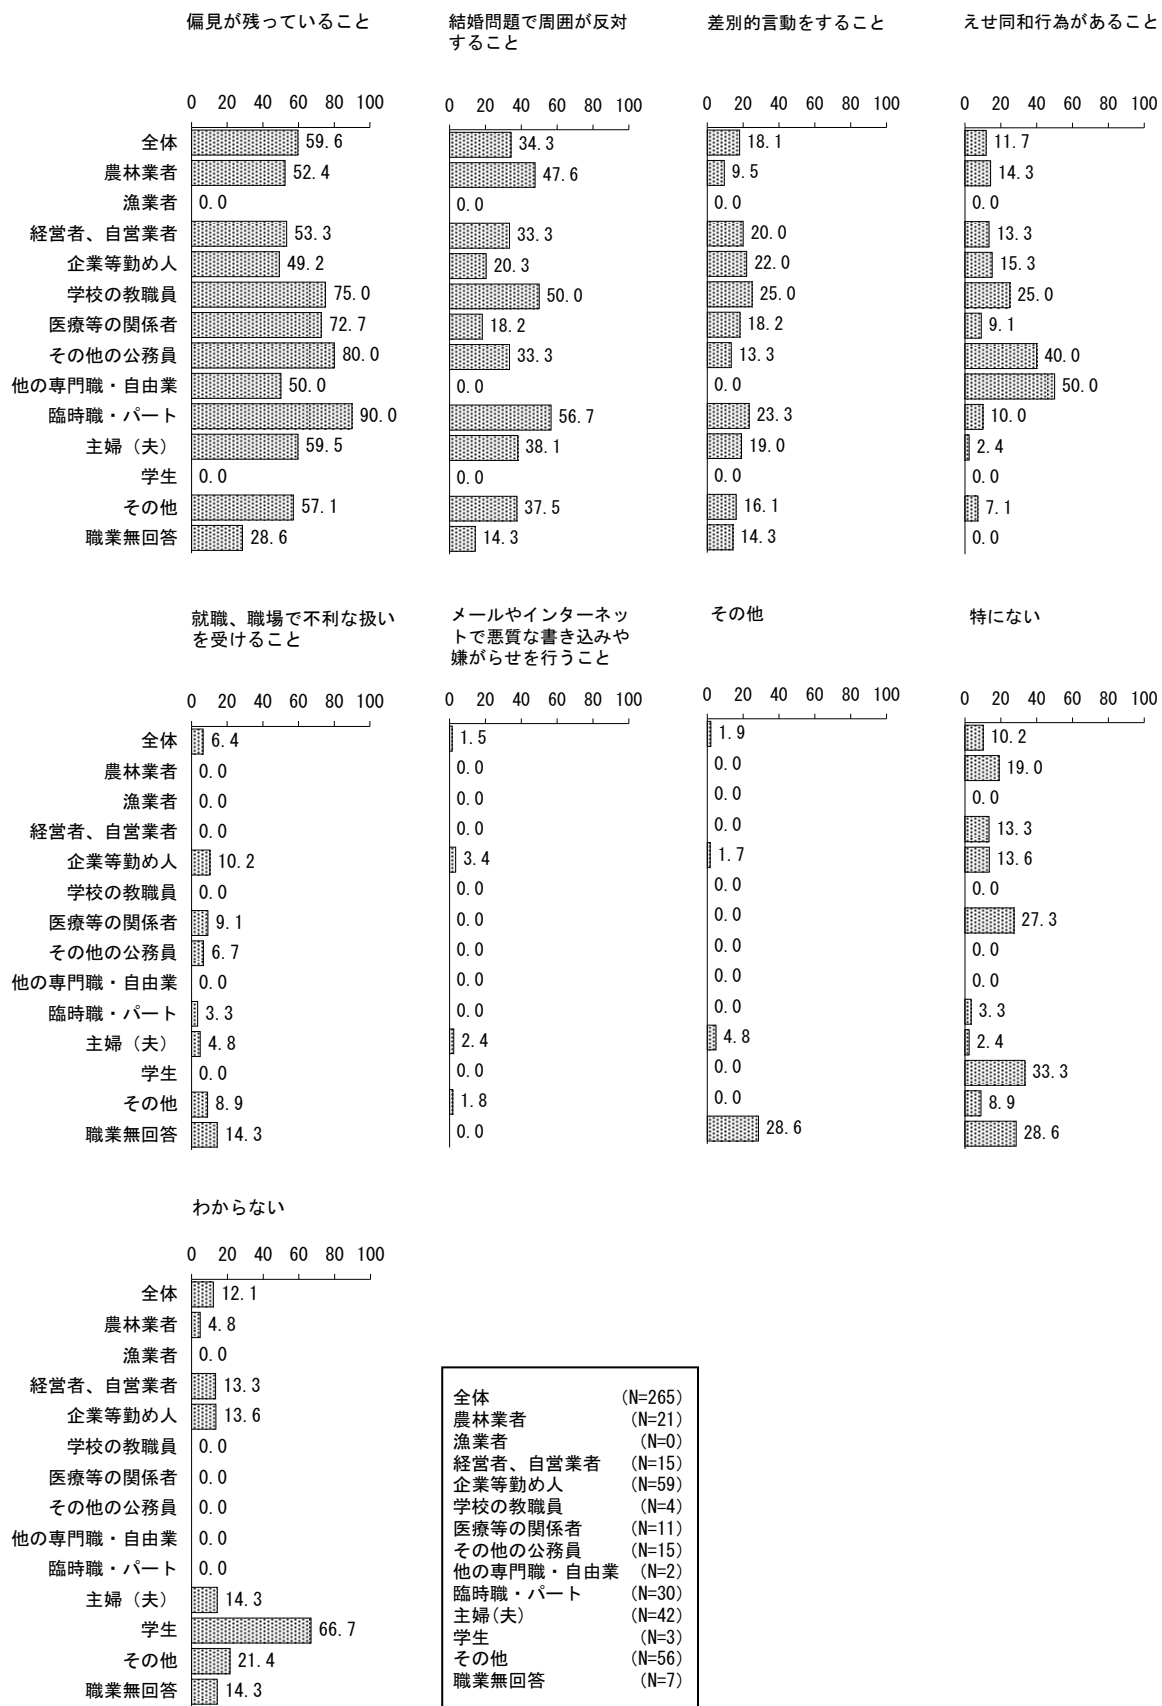 偏見が残っていること
0 20 40 60 80 100
全体 59.6
農林業者 52.4
漁業者 0.0
経営者、自営業者 53.3
企業等勤め人 49.2
学校の教職員 75.0
医療等の関係者 72.7
その他の公務員 80.0
他の専門職・自由業 50.0
臨時職・パート 90.0
主婦（夫） 59.5
学生 0.0
その他 57.1
職業無回答 28.6
結婚問題で周囲が反対
すること
0 20 40 60 80 100
34.3
47.6
0.0
33.3
20.3
50.0
18.2
33.3
0.0
56.7
38.1
0.0
37.5
14.3
差別的言動をすること
0 20 40 60 80 100
18.1
9.5
0.0
20.0
22.0
25.0
18.2
13.3
0.0
23.3
19.0
0.0
16.1
14.3
えせ同和行為があること
0 20 40 60 80 100
11.7
14.3
0.0
13.3
15.3
25.0
9.1
40.0
50.0
10.0
2.4
0.0
7.1
0.0
就職、職場で不利な扱い
を受けること
0 20 40 60 80 100
全体 6.4
農林業者 0.0
漁業者 0.0
経営者、自営業者 0.0
企業等勤め人 10.2
学校の教職員 0.0
医療等の関係者 9.1
その他の公務員 6.7
他の専門職・自由業 0.0
臨時職・パート 3.3
主婦（夫） 4.8
学生 0.0
その他 8.9
職業無回答 14.3
メールやインターネッ
トで悪質な書き込みや
嫌がらせを行うこと
0 20 40 60 80 100
1.5
0.0
0.0
0.0
3.4
0.0
0.0
0.0
0.0
0.0
2.4
0.0
1.8
0.0
その他
0 20 40 60 80 100
1.9
0.0
0.0
0.0
1.7
0.0
0.0
0.0
0.0
0.0
4.8
0.0
0.0
28.6
特にない
0 20 40 60 80 100
10.2
19.0
0.0
13.3
13.6
0.0
27.3
0.0
0.0
3.3
2.4
33.3
8.9
28.6
わからない
0 20 40 60 80 100
全体 12.1
農林業者 4.8
漁業者 0.0
経営者、自営業者 13.3
企業等勤め人 13.6
学校の教職員 0.0
医療等の関係者 0.0
その他の公務員 0.0
他の専門職・自由業 0.0
臨時職・パート 0.0
主婦（夫） 14.3
学生 66.7
その他 21.4
職業無回答 14.3
全体 (N=265)
農林業者 (N=21)
漁業者 (N=0)
経営者、自営業者 (N=15)
企業等勤め人 (N=59)
学校の教職員 (N=4)
医療等の関係者 (N=11)
その他の公務員 (N=15)
他の専門職・自由業 (N=2)
臨時職・パート (N=30)
主婦(夫) (N=42)
学生 (N=3)
その他 (N=56)
職業無回答 (N=7)